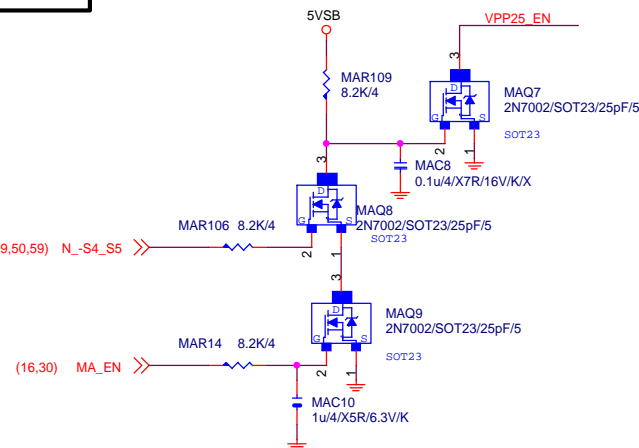 5VSB
VPP25_EN
3
MAR109
8.2K/4
D
G
S
MAQ7
2N7002/SOT23/25pF/5
SOT23
2
1
MAC8
0.1u/4/X7R/16V/K/X
3
D
G
S
MAQ8
2N7002/SOT23/25pF/5
SOT23
MAR106 8.2K/4
9,50,59) N_-S4_S5
2
1
3
D
G
S
MAQ9
2N7002/SOT23/25pF/5
SOT23
MAR14 8.2K/4
(16,30) MA_EN
2
1
MAC10
1u/4/X5R/6.3V/K